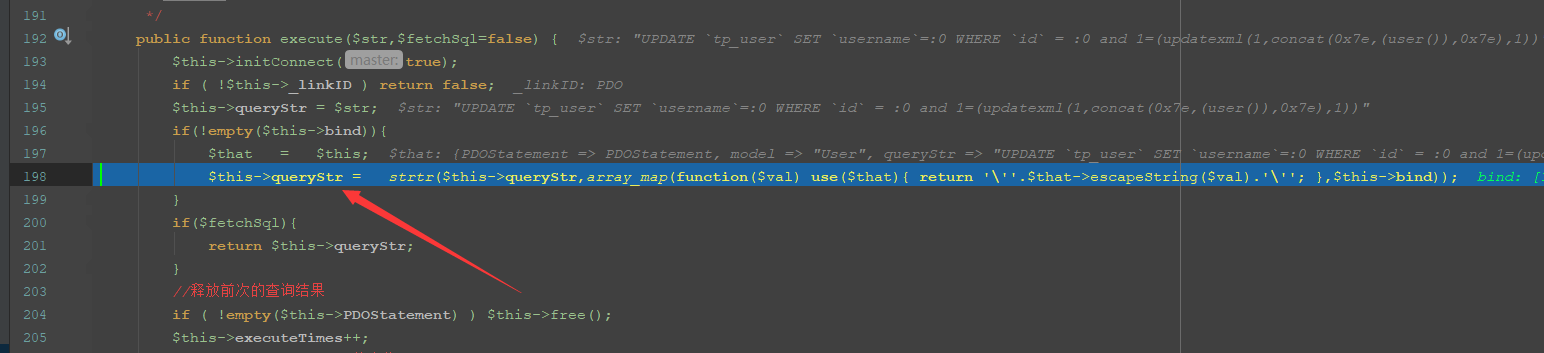 191 */
192 public function execute($str,$fetchSql=false) { $str: "UPDATE `tp_user` SET `username`=:0 WHERE `id` = :0 and 1=(updatexml(1,concat(0x7e,(user()),0x7e),1))
193 $this->initConnect( master: true);
194 if ( !$this->_linkID ) return false; _linkID: PDO
195 $this->queryStr = $str; $str: "UPDATE `tp_user` SET `username`=:0 WHERE `id` = :0 and 1=(updatexml(1,concat(0x7e,(user()),0x7e),1))"
196 if(!empty($this->bind)){
197 $that = $this; $that: {PDOStatement => PDOStatement, model => "User", queryStr => "UPDATE `tp_user` SET `username`=:0 WHERE `id` = :0 and 1=(up
198 $this->queryStr = strtr($this->queryStr,array_map(function($val) use($that){ return '\''.$that->escapeString($val).'\''; },$this->bind)); bind: [
199 }
200 if($fetchSql){
201 return $this->queryStr;
202 }
203 //释放前次的查询结果
204 if ( !empty($this->PDOStatement) ) $this->free();
205 $this->executeTimes++;